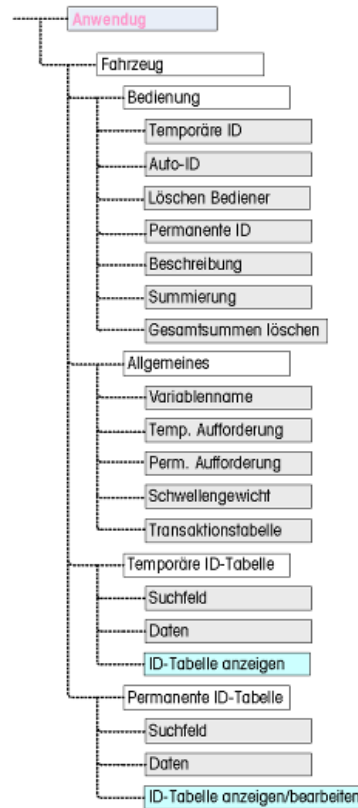 Anwendug
Fahrzeug
Bedienung
Temporäre ID
Auto-ID
Löschen Bediener
Permanente ID
Beschreibung
Summierung
Gesamtsummen löschen
Allgemeines
Variablenname
Temp. Aufforderung
Perm. Aufforderung
Schwellengewicht
Transaktionstabelle
Temporäre ID-Tabelle
Suchfeld
Daten
ID-Tabelle anzeigen
Permanente ID-Tabelle
Suchfeld
Daten
ID-Tabelle anzeigen/bearbeiten